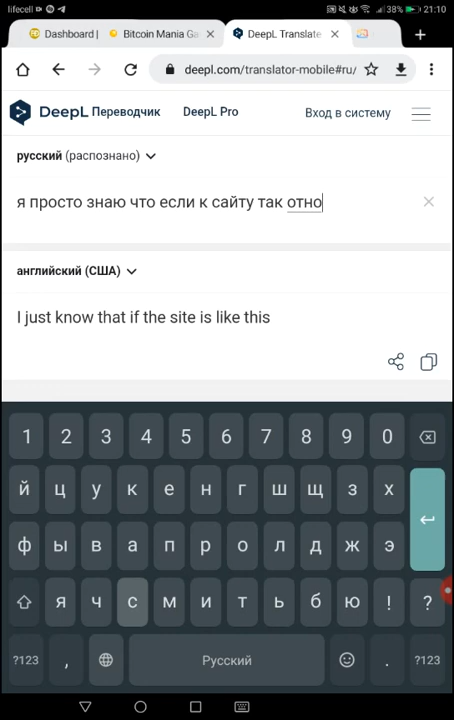 lifecell
38% 21:10
Dashboard |
Bitcoin Mania Ga
DeepL Translate
deepl.com/translator-mobile#ru/
DeepL Переводчик
DeepL Pro
Вход в систему
русский (распознано)
я просто знаю что если к сайту так отно
английский (США)
I just know that if the site is like this
1 2 3 4 5 6 7 8 9 0
й ц у к е н г ш щ з х
ф ы в а п р о л д ж э
я ч с м и т ь б ю ! ?
?123 , Русский . ?123